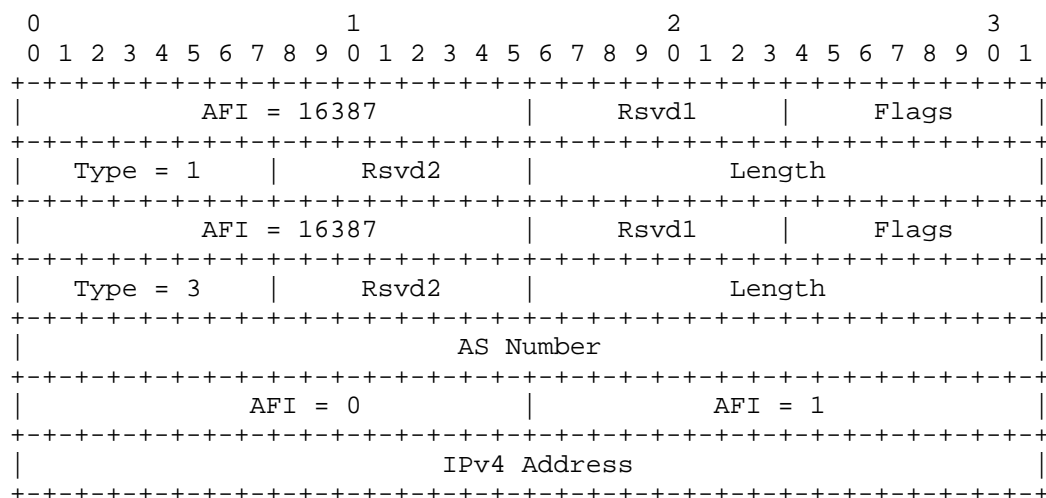 0                   1                   2                   3
 0 1 2 3 4 5 6 7 8 9 0 1 2 3 4 5 6 7 8 9 0 1 2 3 4 5 6 7 8 9 0 1
+-+-+-+-+-+-+-+-+-+-+-+-+-+-+-+-+-+-+-+-+-+-+-+-+-+-+-+-+-+-+-+-+
|           AFI = 16387         |     Rsvd1     |     Flags     |
+-+-+-+-+-+-+-+-+-+-+-+-+-+-+-+-+-+-+-+-+-+-+-+-+-+-+-+-+-+-+-+-+
|   Type = 1    |     Rsvd2     |            Length             |
+-+-+-+-+-+-+-+-+-+-+-+-+-+-+-+-+-+-+-+-+-+-+-+-+-+-+-+-+-+-+-+-+
|           AFI = 16387         |     Rsvd1     |     Flags     |
+-+-+-+-+-+-+-+-+-+-+-+-+-+-+-+-+-+-+-+-+-+-+-+-+-+-+-+-+-+-+-+-+
|   Type = 3    |     Rsvd2     |            Length             |
+-+-+-+-+-+-+-+-+-+-+-+-+-+-+-+-+-+-+-+-+-+-+-+-+-+-+-+-+-+-+-+-+
|                           AS Number                           |
+-+-+-+-+-+-+-+-+-+-+-+-+-+-+-+-+-+-+-+-+-+-+-+-+-+-+-+-+-+-+-+-+
|              AFI = 0          |           AFI = 1             |
+-+-+-+-+-+-+-+-+-+-+-+-+-+-+-+-+-+-+-+-+-+-+-+-+-+-+-+-+-+-+-+-+
|                          IPv4 Address                         |
+-+-+-+-+-+-+-+-+-+-+-+-+-+-+-+-+-+-+-+-+-+-+-+-+-+-+-+-+-+-+-+-+